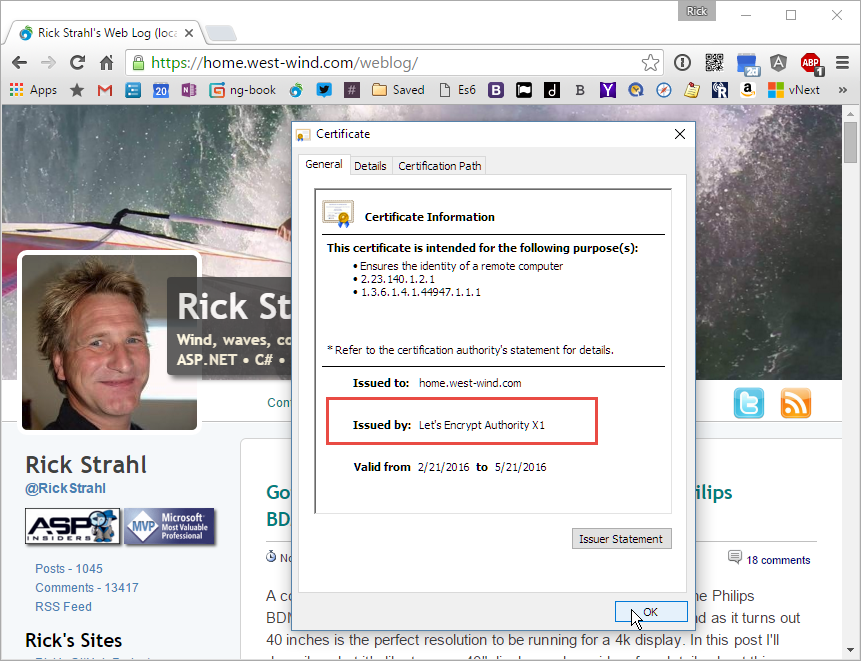 Rick
Rick Strahl's Web Log (loca
https://home.west-wind.com/weblog/
ABP
26
1
Apps
20
ng-book
#
Saved
Es6
B
d
B
Y
R
a
vNext
»
Certificate
General
Details
Certification Path
Certificate Information
This certificate is intended for the following purpose(s):
• Ensures the identity of a remote computer
• 2.23.140.1.2.1
• 1.3.6.1.4.1.44947.1.1.1
* Refer to the certification authority's statement for details.
Issued to: home.west-wind.com
Issued by: Let's Encrypt Authority X1
Valid from 2/21/2016 to 5/21/2016
Issuer Statement
OK
Rick St
Wind, waves, co
ASP.NET • C# •
Cont
Rick Strahl
@RickStrahl
ASP
INSIDERS
MVP
Microsoft®
Most Valuable
Professional
Posts - 1045
Comments - 13417
RSS Feed
Rick's Sites
Go
hilips
BD
No
18 comments
A co
ne Philips
BD
nd as it turns out
40 inches is the perfect resolution to be running for a 4k display. In this post I'll